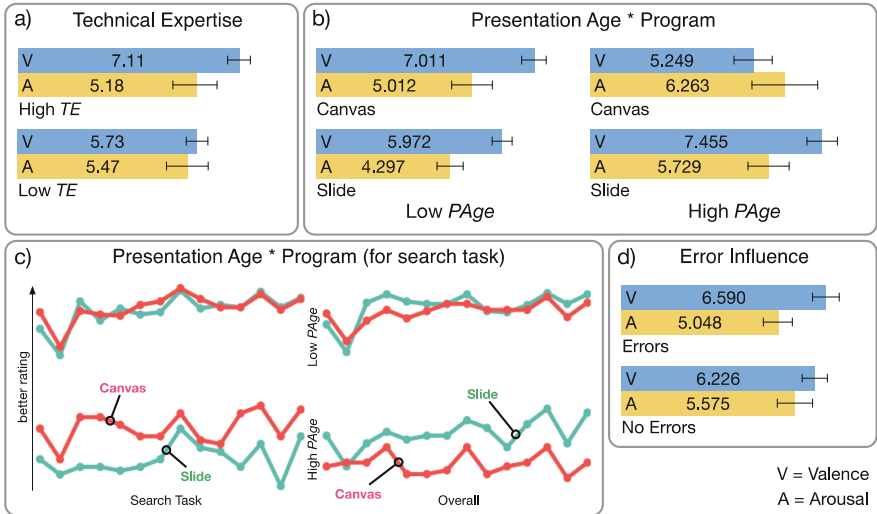 a) Technical Expertise
V 7.11
A 5.18
High TE
V 5.73
A 5.47
Low TE
b) Presentation Age * Program
V 7.011
A 5.012
Canvas
V 5.972
A 4.297
Slide
Low PAge
V 5.249
A 6.263
Canvas
V 7.455
A 5.729
Slide
High PAge
c) Presentation Age * Program (for search task)
better rating
Low PAge
High PAge
Canvas
Slide
Search Task
Slide
Canvas
Overall
d) Error Influence
V 6.590
A 5.048
Errors
V 6.226
A 5.575
No Errors
V = Valence
A = Arousal